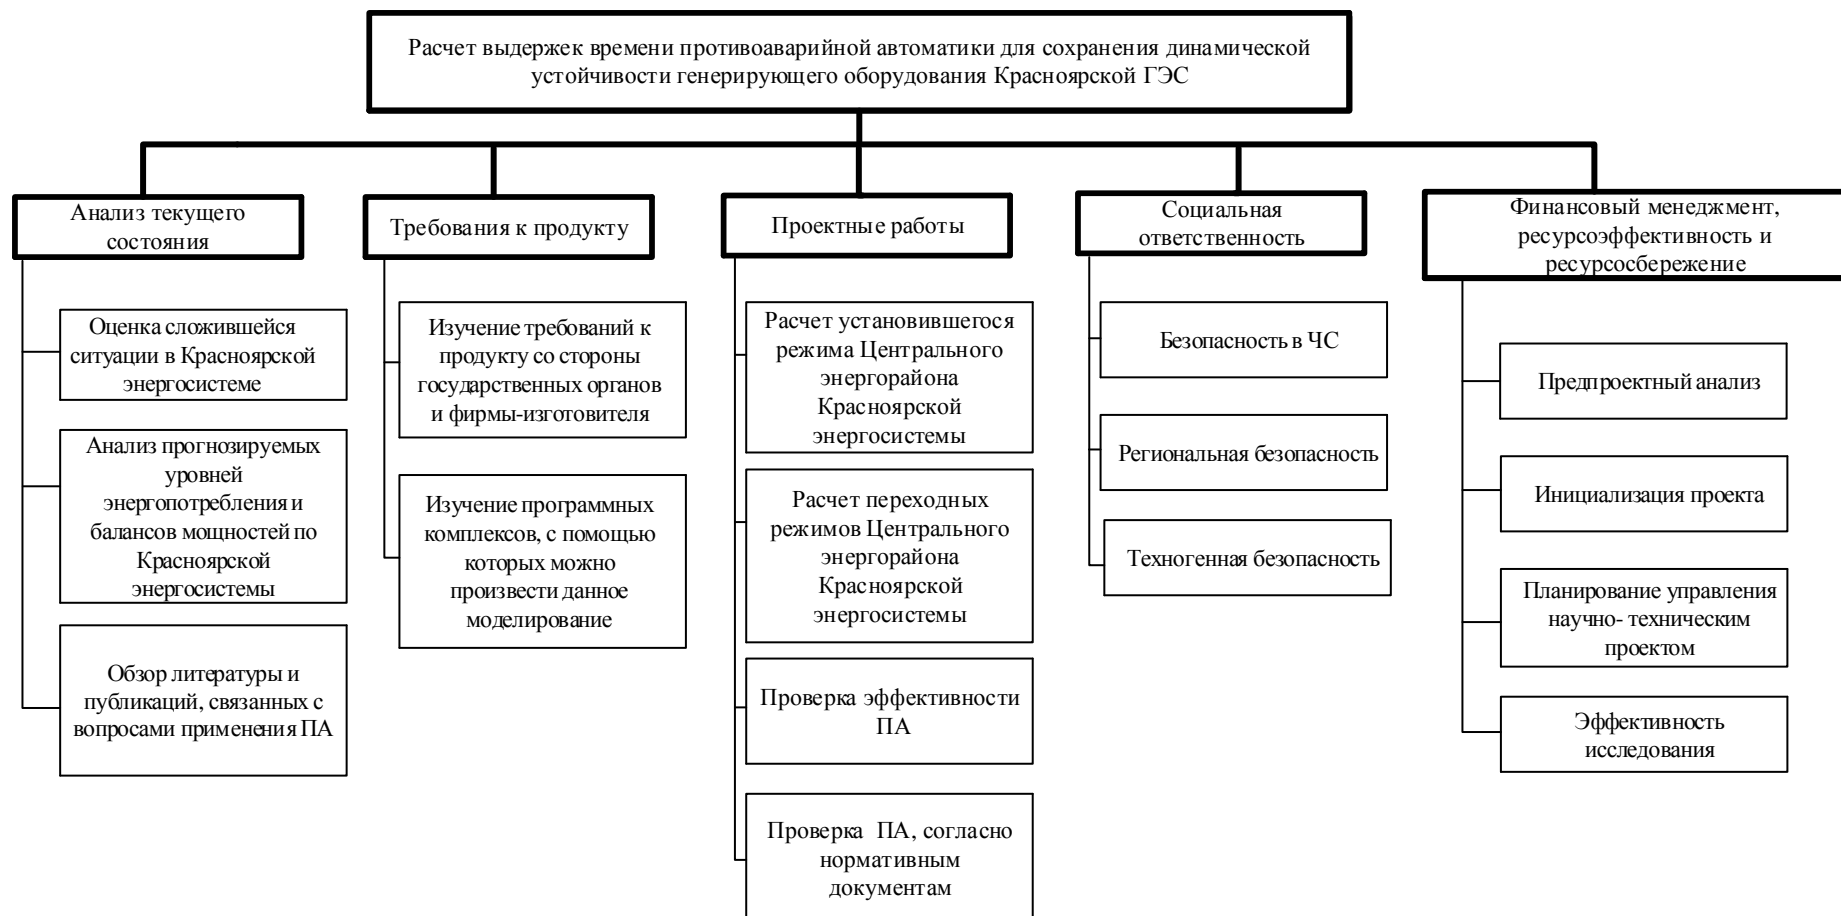 Расчет выдержек времени противоаварийной автоматики для сохранения динамической
устойчивости генерирующего оборудования Красноярской ГЭС
Анализ текущего
состояния
Оценка сложившейся
ситуации в Красноярской
энергосистеме
Анализ прогнозируемых
уровней
энергопотребления и
балансов мощностей по
Красноярской
энергосистемы
Обзор литературы и
публикаций, связанных с
вопросами применения ПА
Требования к продукту
Изучение требований к
продукту со стороны
государственных органов
и фирмы-изготовителя
Изучение программных
комплексов, с помощью
которых можно
произвести данное
моделирование
Проектные работы
Расчет установившегося
режима Центрального
энергорайона
Красноярской
энергосистемы
Расчет переходных
режимов Центрального
энергорайона
Красноярской
энергосистемы
Проверка эффективности
ПА
Проверка ПА, согласно
нормативным
документам
Социальная
ответственность
Безопасность в ЧС
Региональная безопасность
Техногенная безопасность
Финансовый менеджмент,
ресурсоэффективность и
ресурсосбережение
Предпроектный анализ
Инициализация проекта
Планирование управления
научно- техническим
проектом
Эффективность
исследования